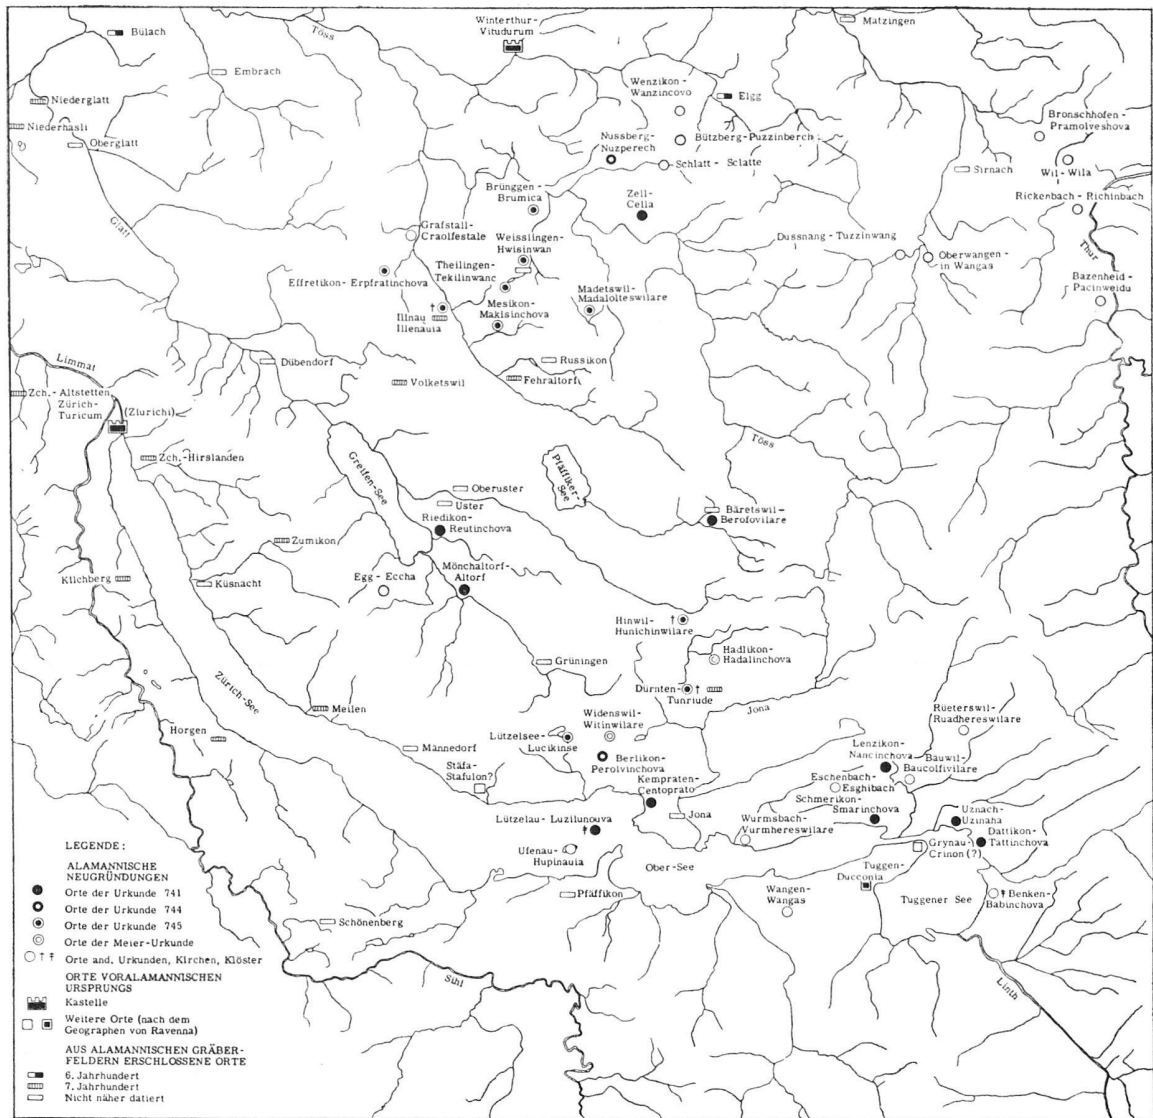 Winterthur-
Vitudurum
Töss
Matzingen
Bülach
Embrach
Niederglatt
Niederhasli
Oberglatt
Glatt
Wenzikon -
Wanzincovo
Elgg
Nussberg-
Nuzperech
Bützberg-Puzzinberch
Schlatt - Sclatte
Bronschhofen-
Pramolveshova
Sirnach
Wil - Wila
Rickenbach - Richinbach
Thur
Brünggen -
Brumica
Zell-
Cella
Grafstall-
Craolfestale
Weisslingen-
Hwisinwan
Theilingen-
Tekilinwanc
Effretikon - Erpfratinchova
Mesikon-
Makisinchova
Madetswil-
Madalolteswilare
Dussnang - Tuzzinwang
Oberwangen -
in Wangas
Bazenheid-
Pacinweidu
Illnau
Illenauia
Limmat
Dübendorf
Russikon
Volketswil
Fehraltorf
Zch.-Altstetten
Zürich-
Turicum
(Ziurichi)
Zch.-Hirslanden
Greifen-See
Pfäffiker-
See
Töss
Oberuster
Uster
Riedikon-
Reutinchova
Bäretswil-
Berofovilare
Zumikon
Kilchberg
Küsnacht
Egg - Eccha
Mönchaltorf-
Altorf
Hinwil-
Hunichinwilare
Hadlikon-
Hadalinchova
Grüningen
Dürnten-
Tunriude
Zürich-See
Meilen
Jona
Rüeterswil-
Ruadhereswilare
Horgen
Widenswil-
Witinwilare
Lützelsee-
Lucikinse
Männedorf
Stäfa-
Stafulon?
Berlikon-
Perolvinchova
Lenzikon-
Nancinchova
Bauwil-
Baucolfivilare
Kempraten-
Centoprato
Eschenbach-
Esghibach
Schmerikon-
Smarinchova
Uznach-
Uzinaha
Jona
Lützelau-Luzilunouva
Wurmsbach-
Vurmhereswilare
Dattikon-
Tattinchova
Ufenau-
Hupinauia
Grynau-
Crinon (?)
Ober-See
Tuggen-
Ducconia
Pfäffikon
Wangen-
Wangas
Tuggener See
Benken-
Babinchova
Schönenberg
Sihl
Linth
LEGENDE:
ALAMANNISCHE
NEUGRÜNDUNGEN
Orte der Urkunde 741
Orte der Urkunde 744
Orte der Urkunde 745
Orte der Meier-Urkunde
Orte and. Urkunden, Kirchen, Klöster
ORTE VORALAMANNISCHEN
URSPRUNGS
Kastelle
Weitere Orte (nach dem
Geographen von Ravenna)
AUS ALAMANNISCHEN GRÄBER-
FELDERN ERSCHLOSSENE ORTE
6. Jahrhundert
7. Jahrhundert
Nicht näher datiert